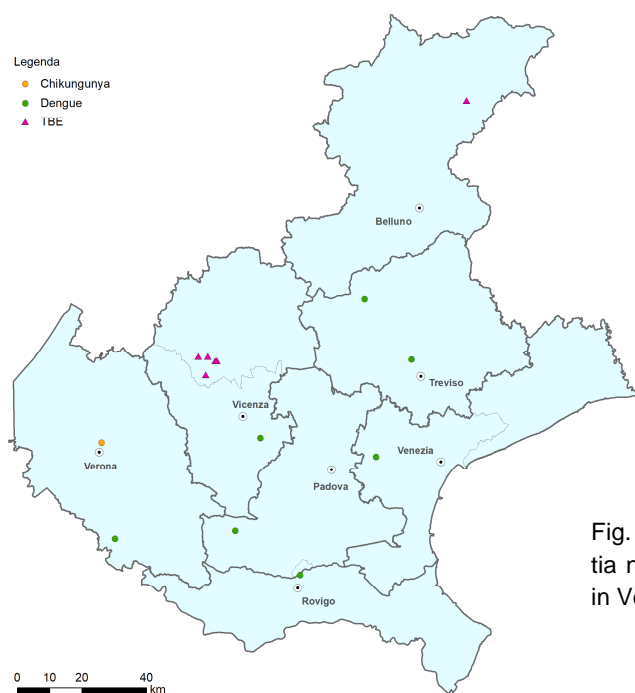 Legenda
Chikungunya
Dengue
TBE
Belluno
Treviso
Vicenza
Venezia
Verona
Padova
Rovigo
Fig.
tia n
in Ve
0 10 20 40
km